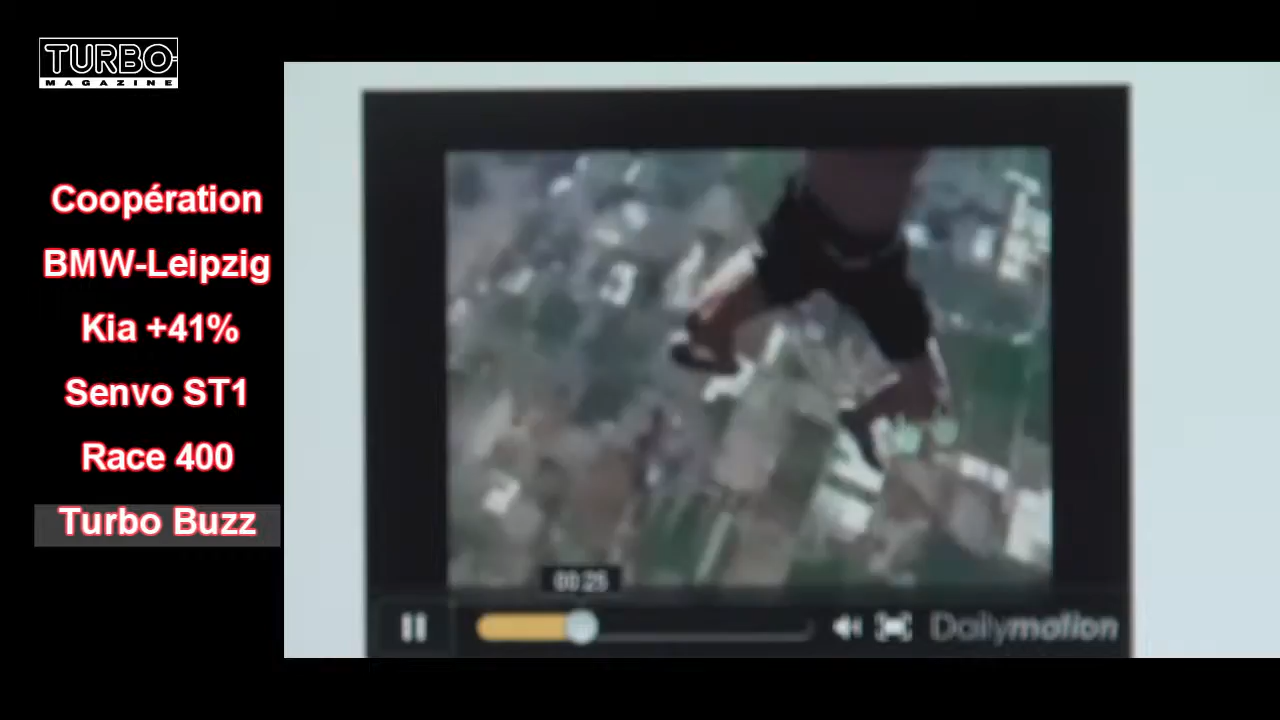 TURBO
MAGAZINE
Coopération
BMW-Leipzig
Kia +41%
Senvo ST1
Race 400
Turbo Buzz
00:25
Dailymotion